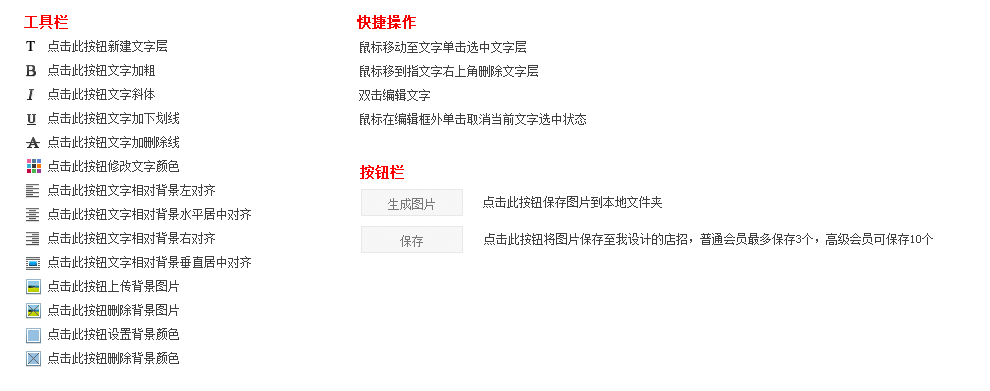 工具栏
T 点击此按钮新建文字层
B 点击此按钮文字加粗
I 点击此按钮文字斜体
U 点击此按钮文字加下划线
A 点击此按钮文字加删除线
点击此按钮修改文字颜色
点击此按钮文字相对背景左对齐
点击此按钮文字相对背景水平居中对齐
点击此按钮文字相对背景右对齐
点击此按钮文字相对背景垂直居中对齐
点击此按钮上传背景图片
点击此按钮删除背景图片
点击此按钮设置背景颜色
点击此按钮删除背景颜色
快捷操作
鼠标移动至文字单击选中文字层
鼠标移到指文字右上角删除文字层
双击编辑文字
鼠标在编辑框外单击取消当前文字选中状态
按钮栏
生成图片 点击此按钮保存图片到本地文件夹
保存 点击此按钮将图片保存至我设计的店招，普通会员最多保存3个，高级会员可保存10个